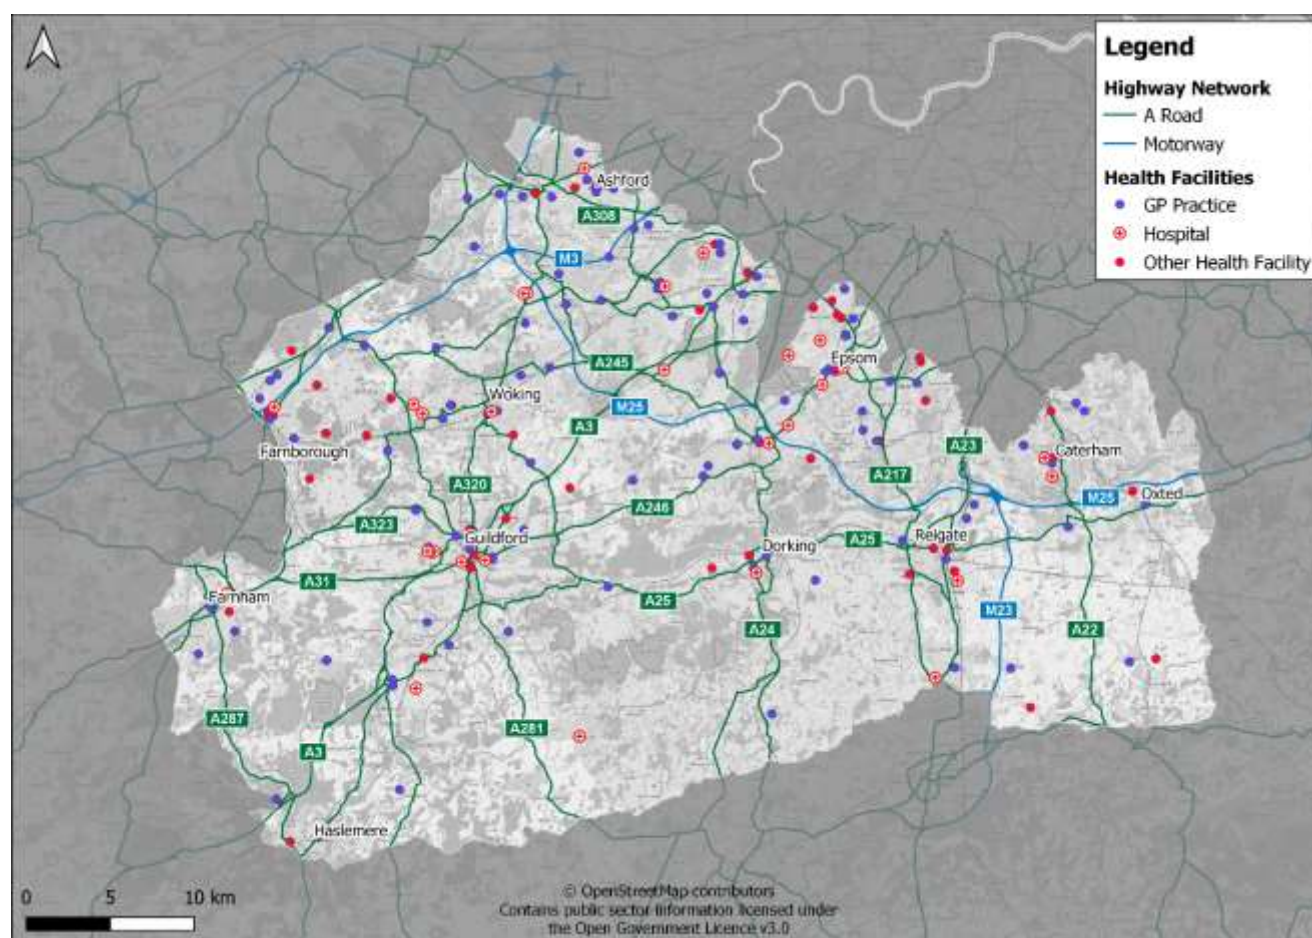 Legend
Highway Network
A Road
Motorway
Health Facilities
GP Practice
Hospital
Other Health Facility
Ashford
A308
M3
Epsom
A245
Woking
M25
A3
Farnborough
A23
A217
Caterham
A320
M25
Oxted
A323
A246
Guildford
Dorking
A25
Reigate
A31
Farnham
A25
M23
A24
A22
A287
A281
A3
Haslemere
0 5 10 km
© OpenStreetMap contributors
Contains public sector information licensed under
the Open Government Licence v3.0